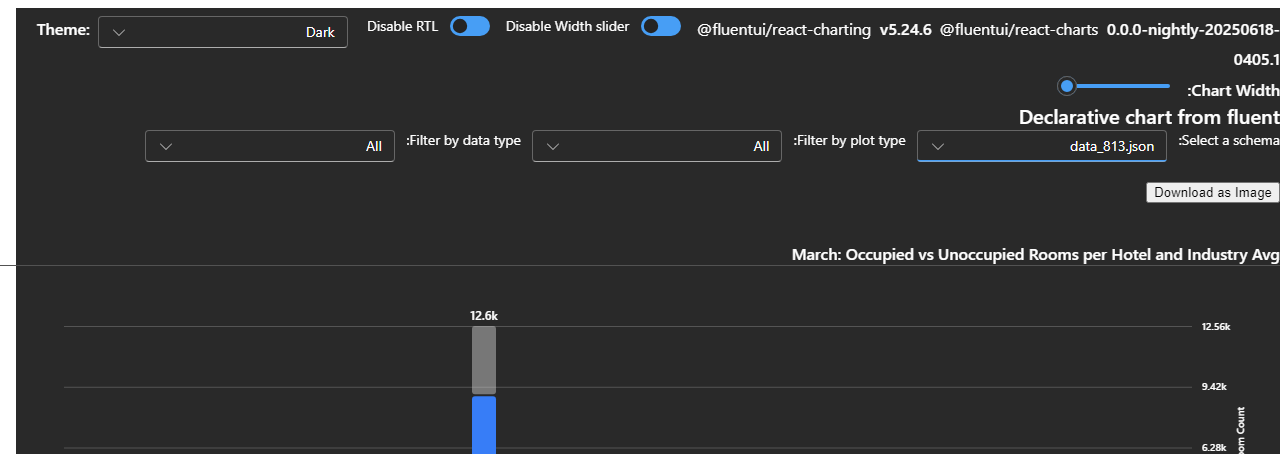 Theme: Dark Disable RTL Disable Width slider @fluentui/react-charting v5.24.6 @fluentui/react-charts 0.0.0-nightly-20250618-
0405.1
:Chart Width
Declarative chart from fluent
:Select a schema data_813.json :Filter by plot type All :Filter by data type All
Download as Image
March: Occupied vs Unoccupied Rooms per Hotel and Industry Avg
12.6k
12.56k
9.42k
6.28k
Count